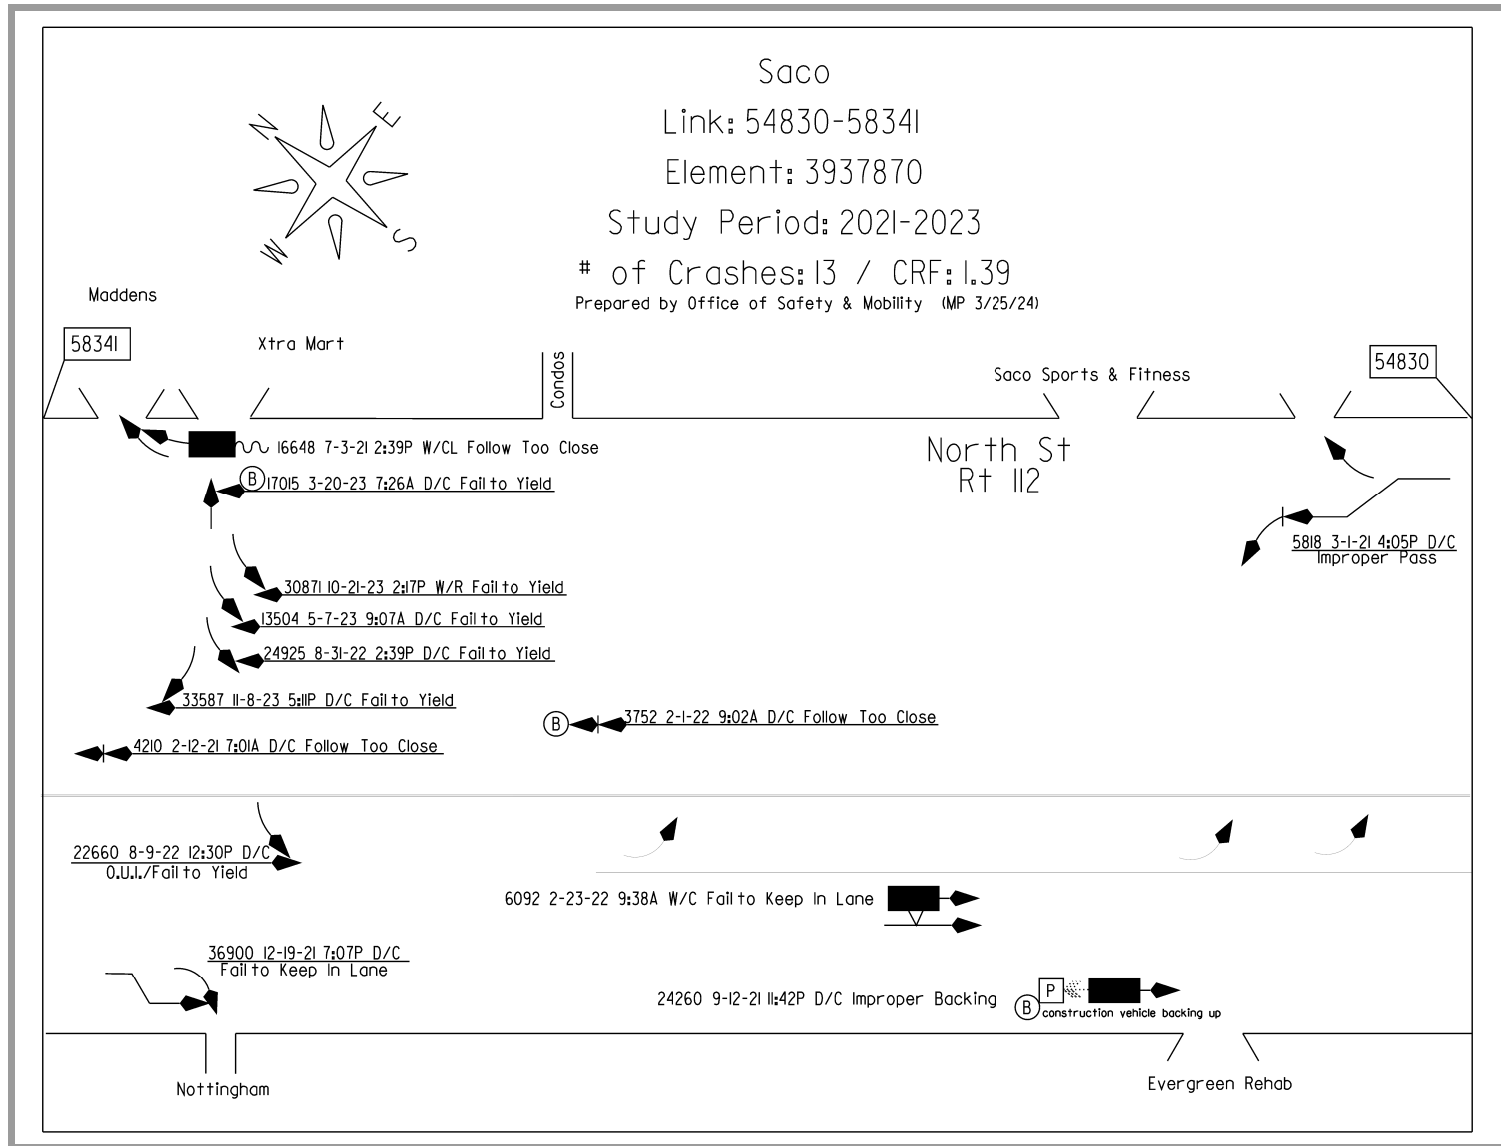 Saco
Link: 54830-58341
Element: 3937870
Study Period: 2021-2023
# of Crashes: 13 / CRF: 1.39
Prepared by Office of Safety & Mobility (MP 3/25/24)
N
E
W
S
Maddens
58341
Xtra Mart
Condos
Saco Sports & Fitness
54830
North St
Rt 112
16648 7-3-21 2:39P W/CL Follow Too Close
B
17015 3-20-23 7:26A D/C Fail to Yield
5818 3-1-21 4:05P D/C
Improper Pass
30871 10-21-23 2:17P W/R Fail to Yield
13504 5-7-23 9:07A D/C Fail to Yield
24925 8-31-22 2:39P D/C Fail to Yield
33587 11-8-23 5:11P D/C Fail to Yield
B
3752 2-1-22 9:02A D/C Follow Too Close
4210 2-12-21 7:01A D/C Follow Too Close
22660 8-9-22 12:30P D/C
O.U.I./Fail to Yield
6092 2-23-22 9:38A W/C Fail to Keep In Lane
36900 12-19-21 7:07P D/C
Fail to Keep In Lane
24260 9-12-21 11:42P D/C Improper Backing
P
B
construction vehicle backing up
Nottingham
Evergreen Rehab